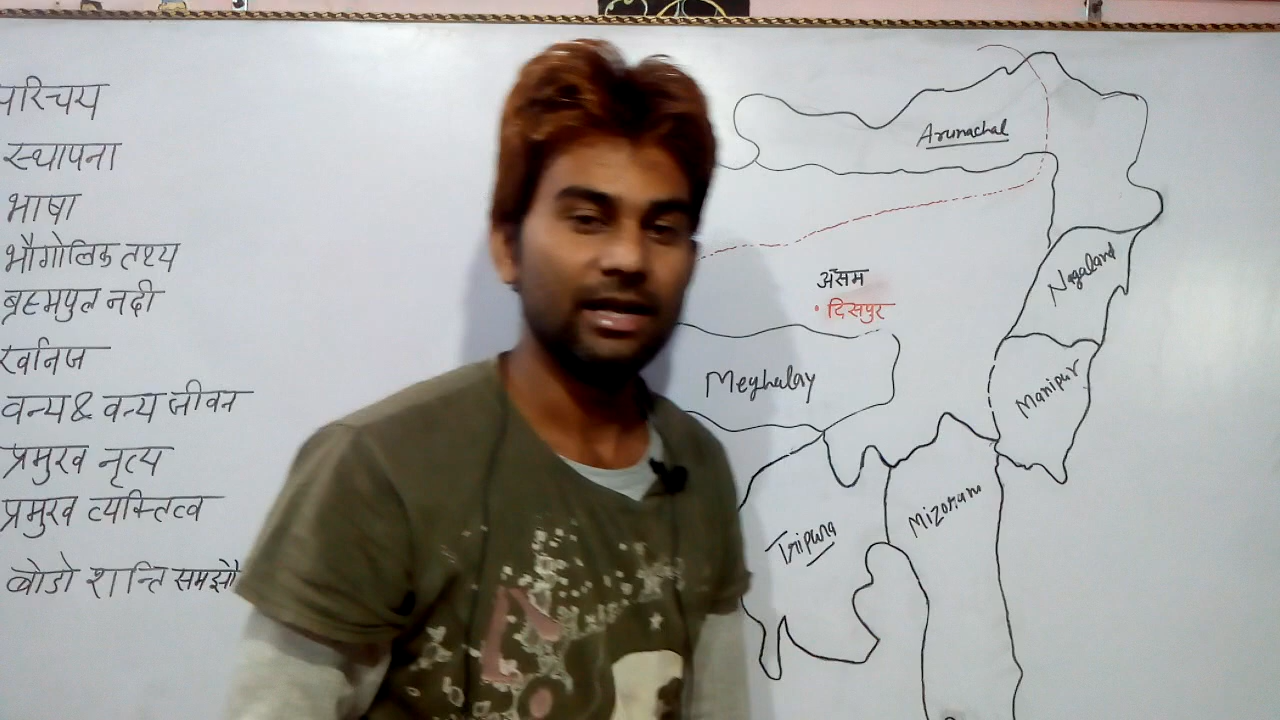 परिचय
स्थापना
भाषा
भौगोलिक तथ्य
ब्रह्मपुत्र नदी
खनिज
वन्य & वन्य जीवन
प्रमुख नृत्य
प्रमुख व्यक्तित्व
बोडो शान्ति समझौ
Arunachal
Nagaland
असम
• दिसपुर
Meghalay
Manipur
Mizoram
Tripura